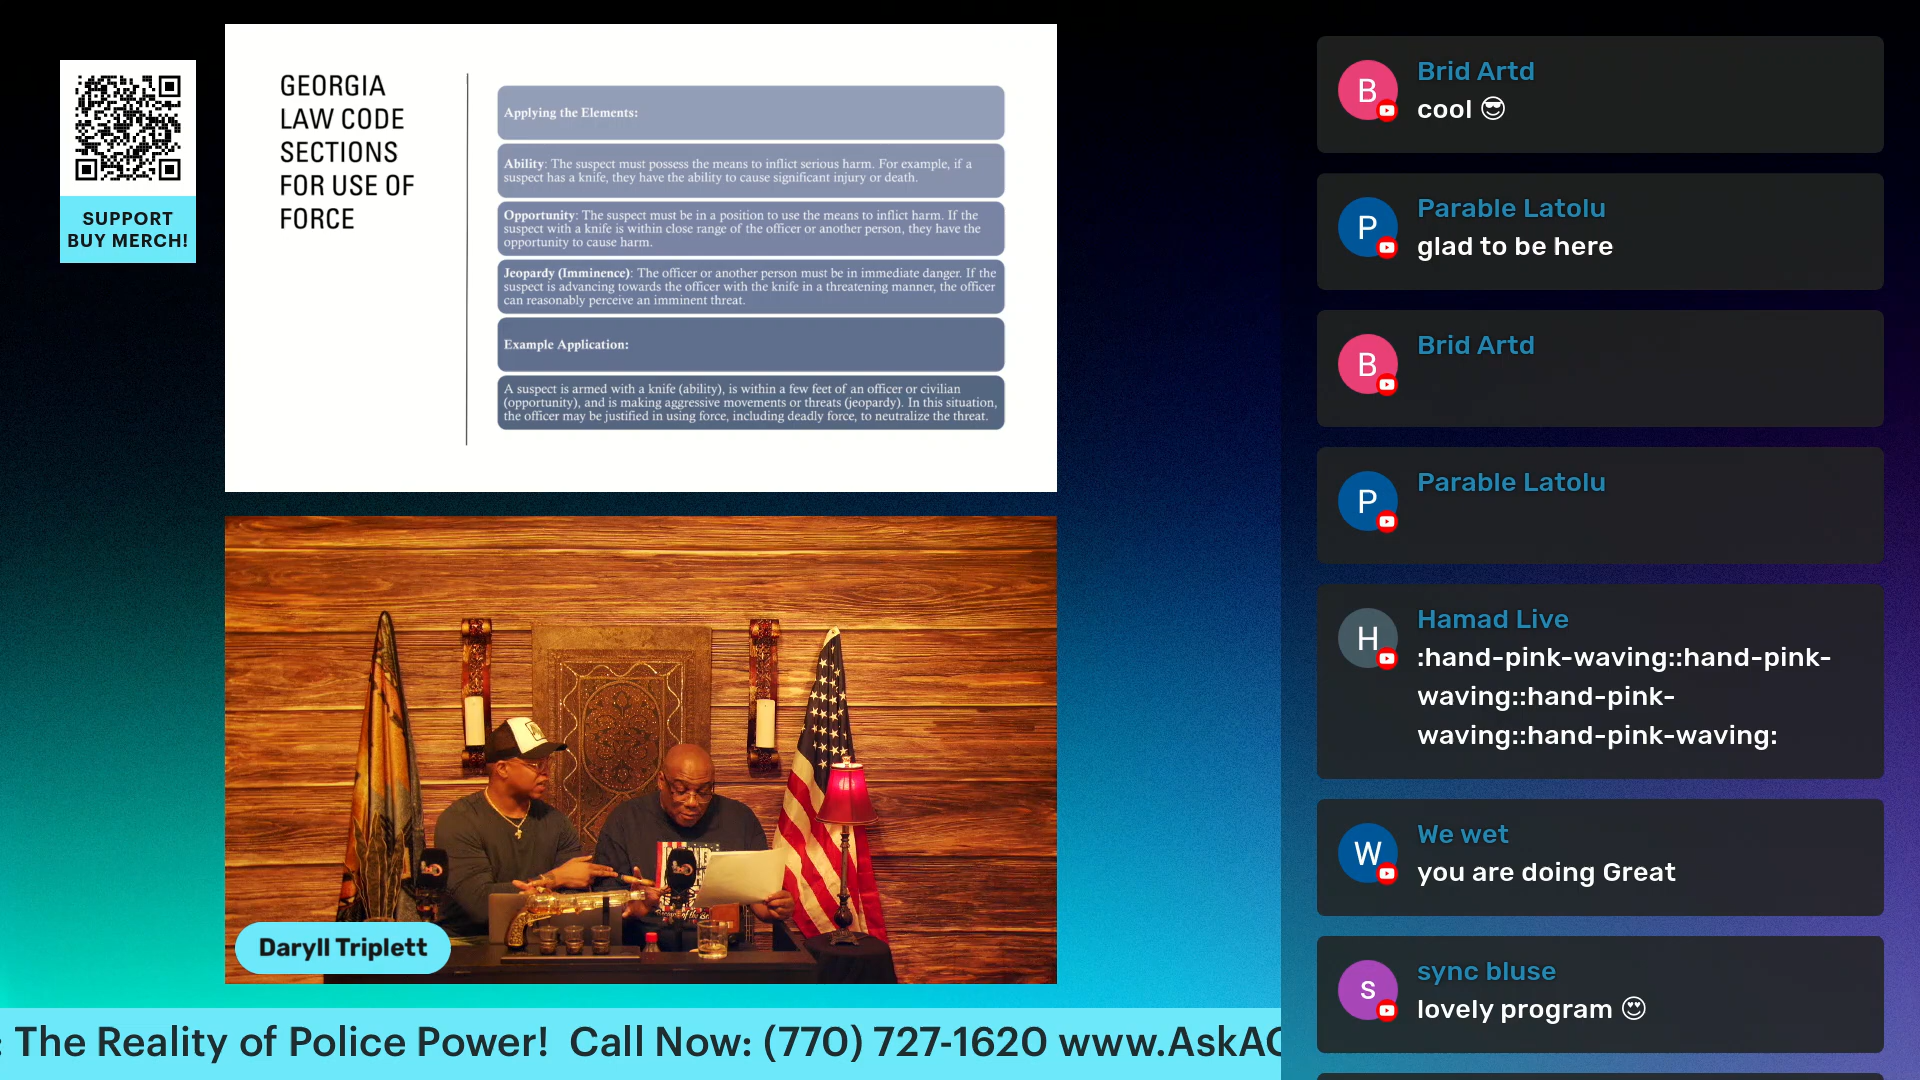 SUPPORT
BUY MERCH!
GEORGIA
LAW CODE
SECTIONS
FOR USE OF
FORCE
Applying the Elements:
Ability: The suspect must possess the means to inflict serious harm. For example, if a
suspect has a knife, they have the ability to cause significant injury or death.
Opportunity: The suspect must be in a position to use the means to inflict harm. If the
suspect with a knife is within close range of the officer or another person, they have the
opportunity to cause harm.
Jeopardy (Imminence): The officer or another person must be in immediate danger. If the
suspect is advancing towards the officer with the knife in a threatening manner, the officer
can reasonably perceive an imminent threat.
Example Application:
A suspect is armed with a knife (ability), is within a few feet of an officer or civilian
(opportunity), and is making aggressive movements or threats (jeopardy). In this situation,
the officer may be justified in using force, including deadly force, to neutralize the threat.
Daryll Triplett
: The Reality of Police Power! Call Now: (770) 727-1620 www.AskAC
B
Brid Artd
cool 😎
P
Parable Latolu
glad to be here
B
Brid Artd
P
Parable Latolu
H
Hamad Live
:hand-pink-waving::hand-pink-
waving::hand-pink-
waving::hand-pink-waving:
W
We wet
you are doing Great
s
sync bluse
lovely program 😍